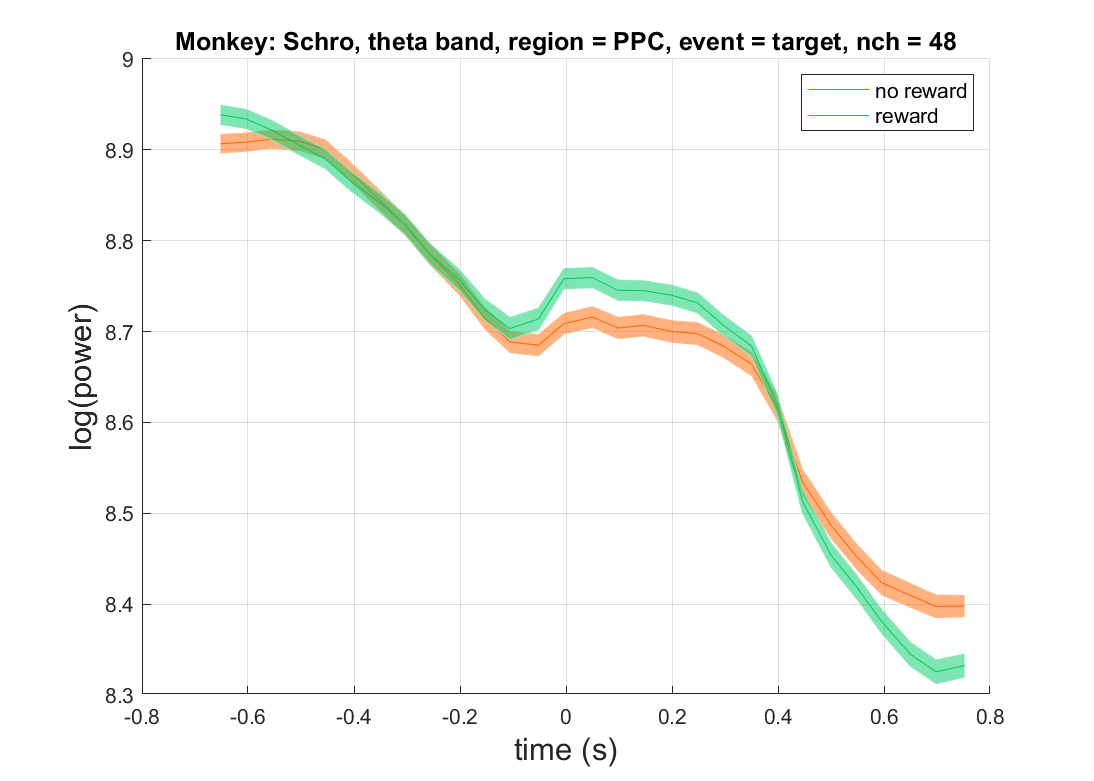 Monkey: Schro, theta band, region = PPC, event = target, nch = 48
no reward
reward
log(power)
9
8.9
8.8
8.7
8.6
8.5
8.4
8.3
-0.8 -0.6 -0.4 -0.2 0 0.2 0.4 0.6 0.8
time (s)